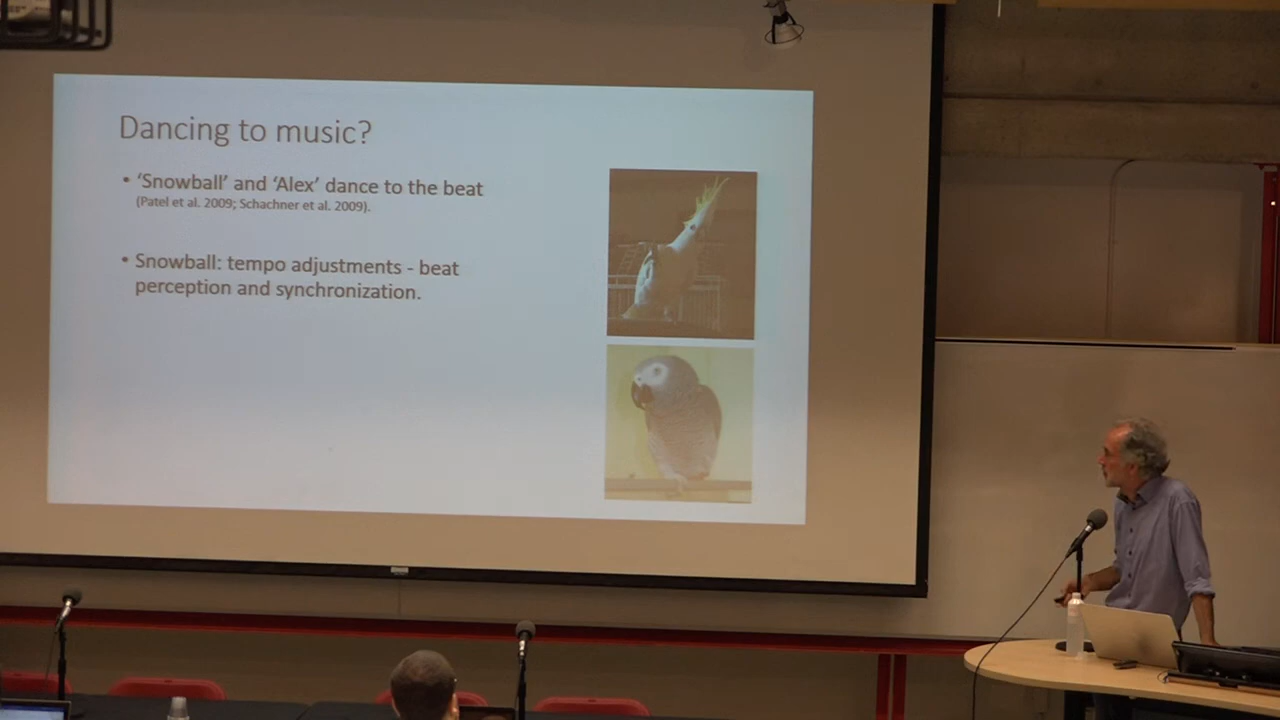 Dancing to music?
• ‘Snowball’ and ‘Alex’ dance to the beat
(Patel et al. 2009; Schachner et al. 2009).
• Snowball: tempo adjustments - beat
perception and synchronization.